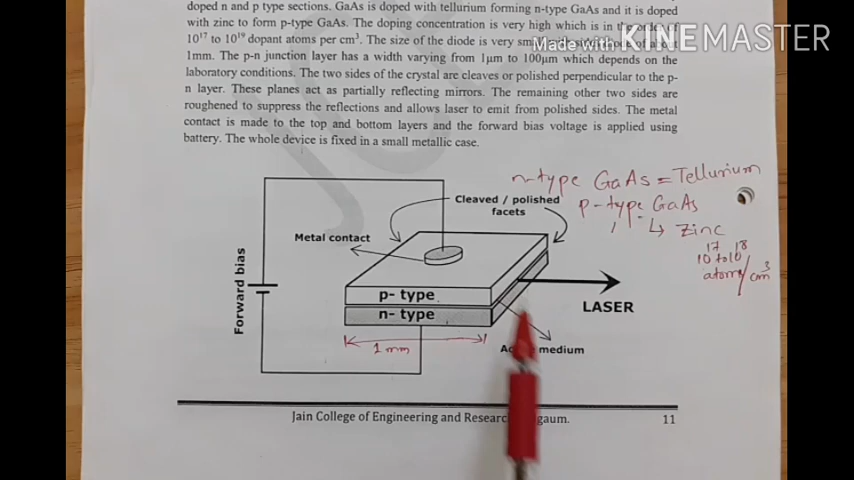 doped n and p type sections. GaAs is doped with tellurium forming n-type GaAs and it is doped
with zinc to form p-type GaAs. The doping concentration is very high which is in the order of
10¹⁷ to 10¹⁹ dopant atoms per cm³. The size of the diode is very
Made with KINEMASTER
1mm. The p-n junction layer has a width varying from 1µm to 100µm which depends on the
laboratory conditions. The two sides of the crystal are cleaves or polished perpendicular to the p-
n layer. These planes act as partially reflecting mirrors. The remaining other two sides are
roughened to suppress the reflections and allows laser to emit from polished sides. The metal
contact is made to the top and bottom layers and the forward bias voltage is applied using
battery. The whole device is fixed in a small metallic case.
n-type GaAs = Tellurium
p-type GaAs
↳ Zinc
10¹⁷ to 10¹⁸
atoms/cm³
Cleaved / polished
facets
Metal contact
Forward bias
p- type
n- type
LASER
1 mm
medium
Jain College of Engineering and Research
11